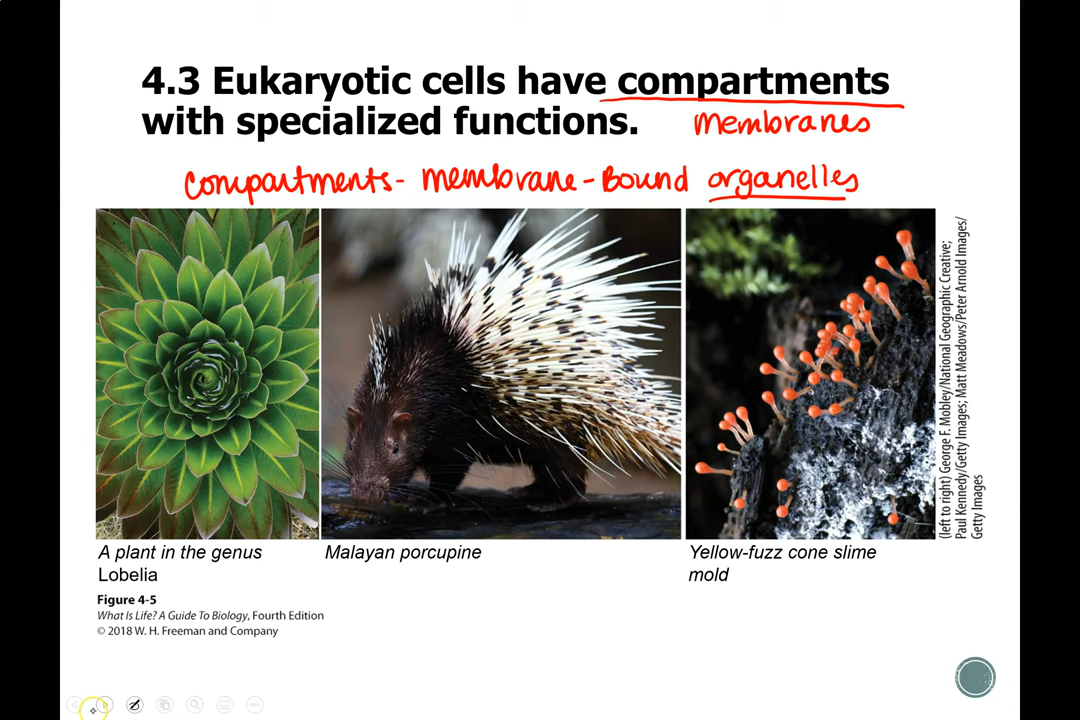 4.3 Eukaryotic cells have compartments
with specialized functions.
membranes
compartments - membrane-Bound organelles
(left to right) George F. Mobley/National Geographic Creative;
Paul Kennedy/Getty Images; Matt Meadows/Peter Arnold Images/
Getty Images
A plant in the genus
Lobelia
Malayan porcupine
Yellow-fuzz cone slime
mold
Figure 4-5
What Is Life? A Guide To Biology, Fourth Edition
© 2018 W. H. Freeman and Company